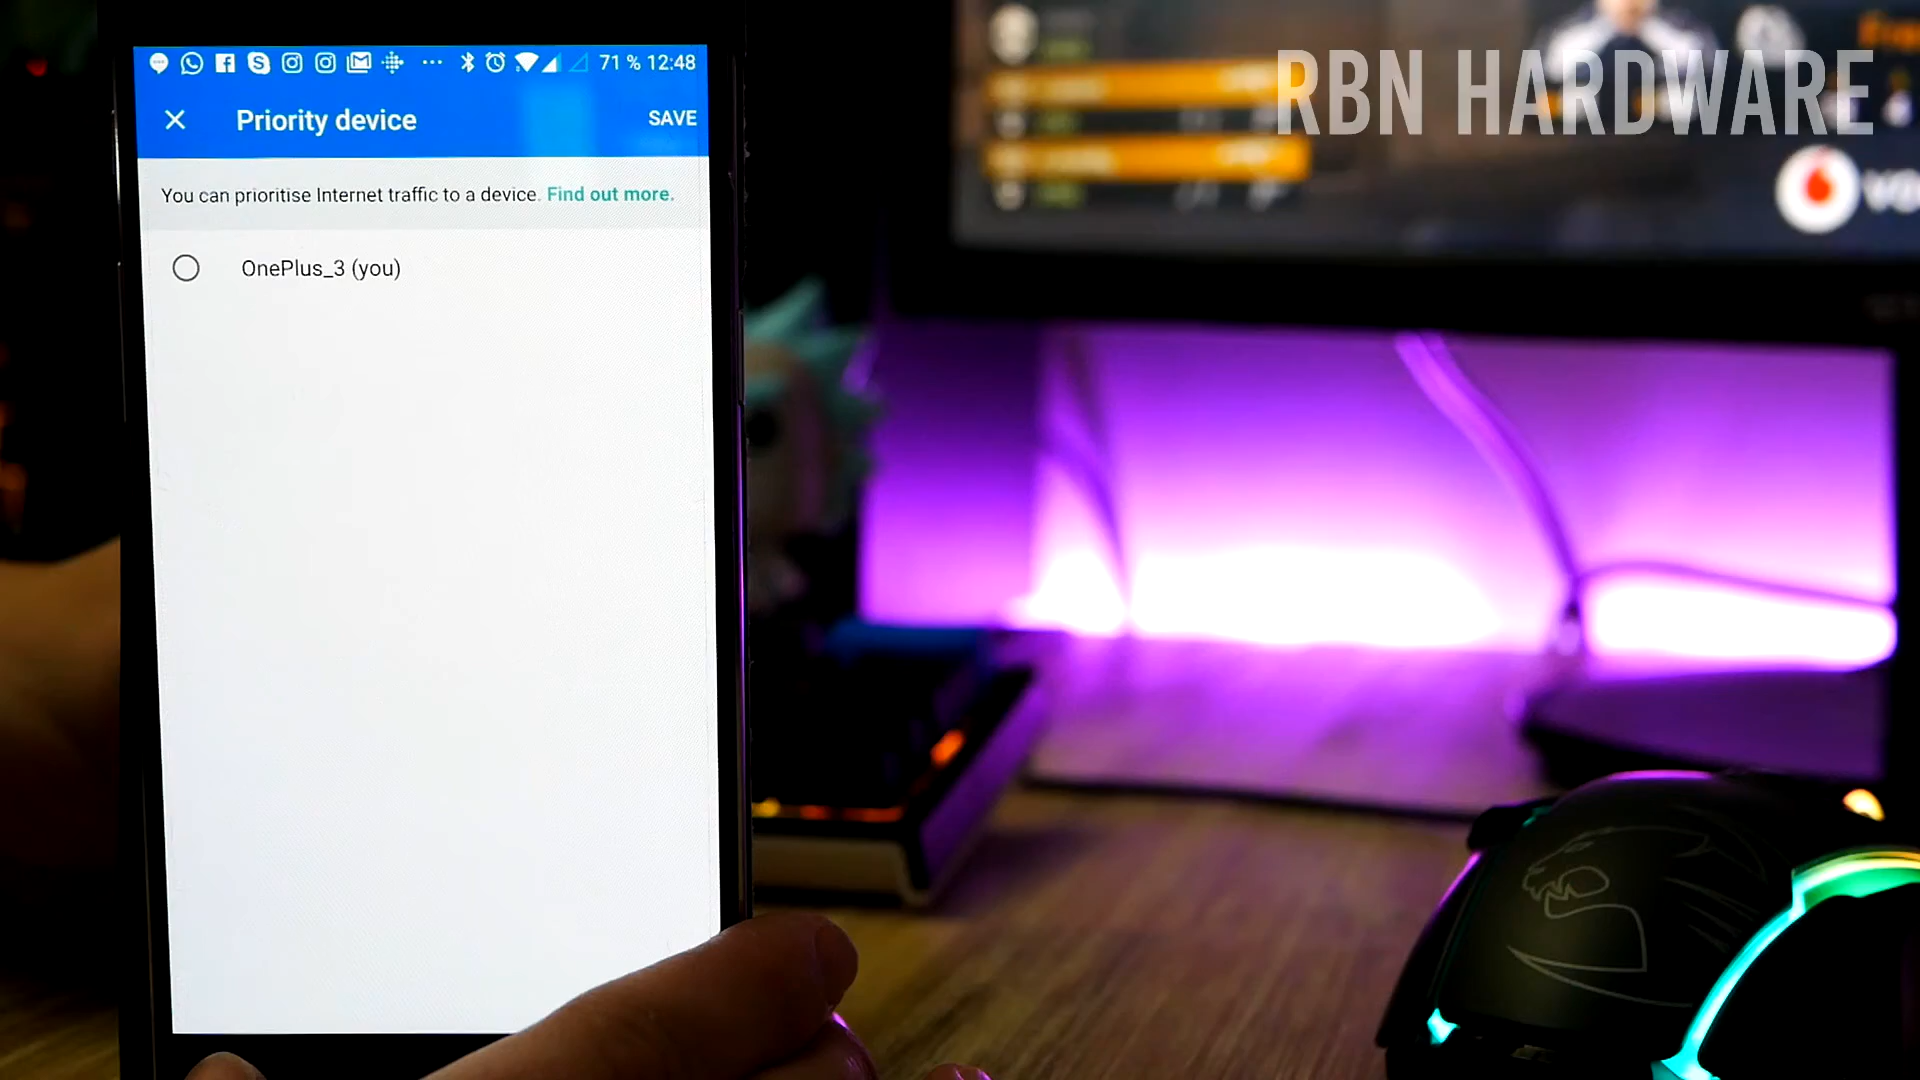 71 % 12:48
Priority device
SAVE
You can prioritise Internet traffic to a device. Find out more.
OnePlus_3 (you)
RBN HARDWARE